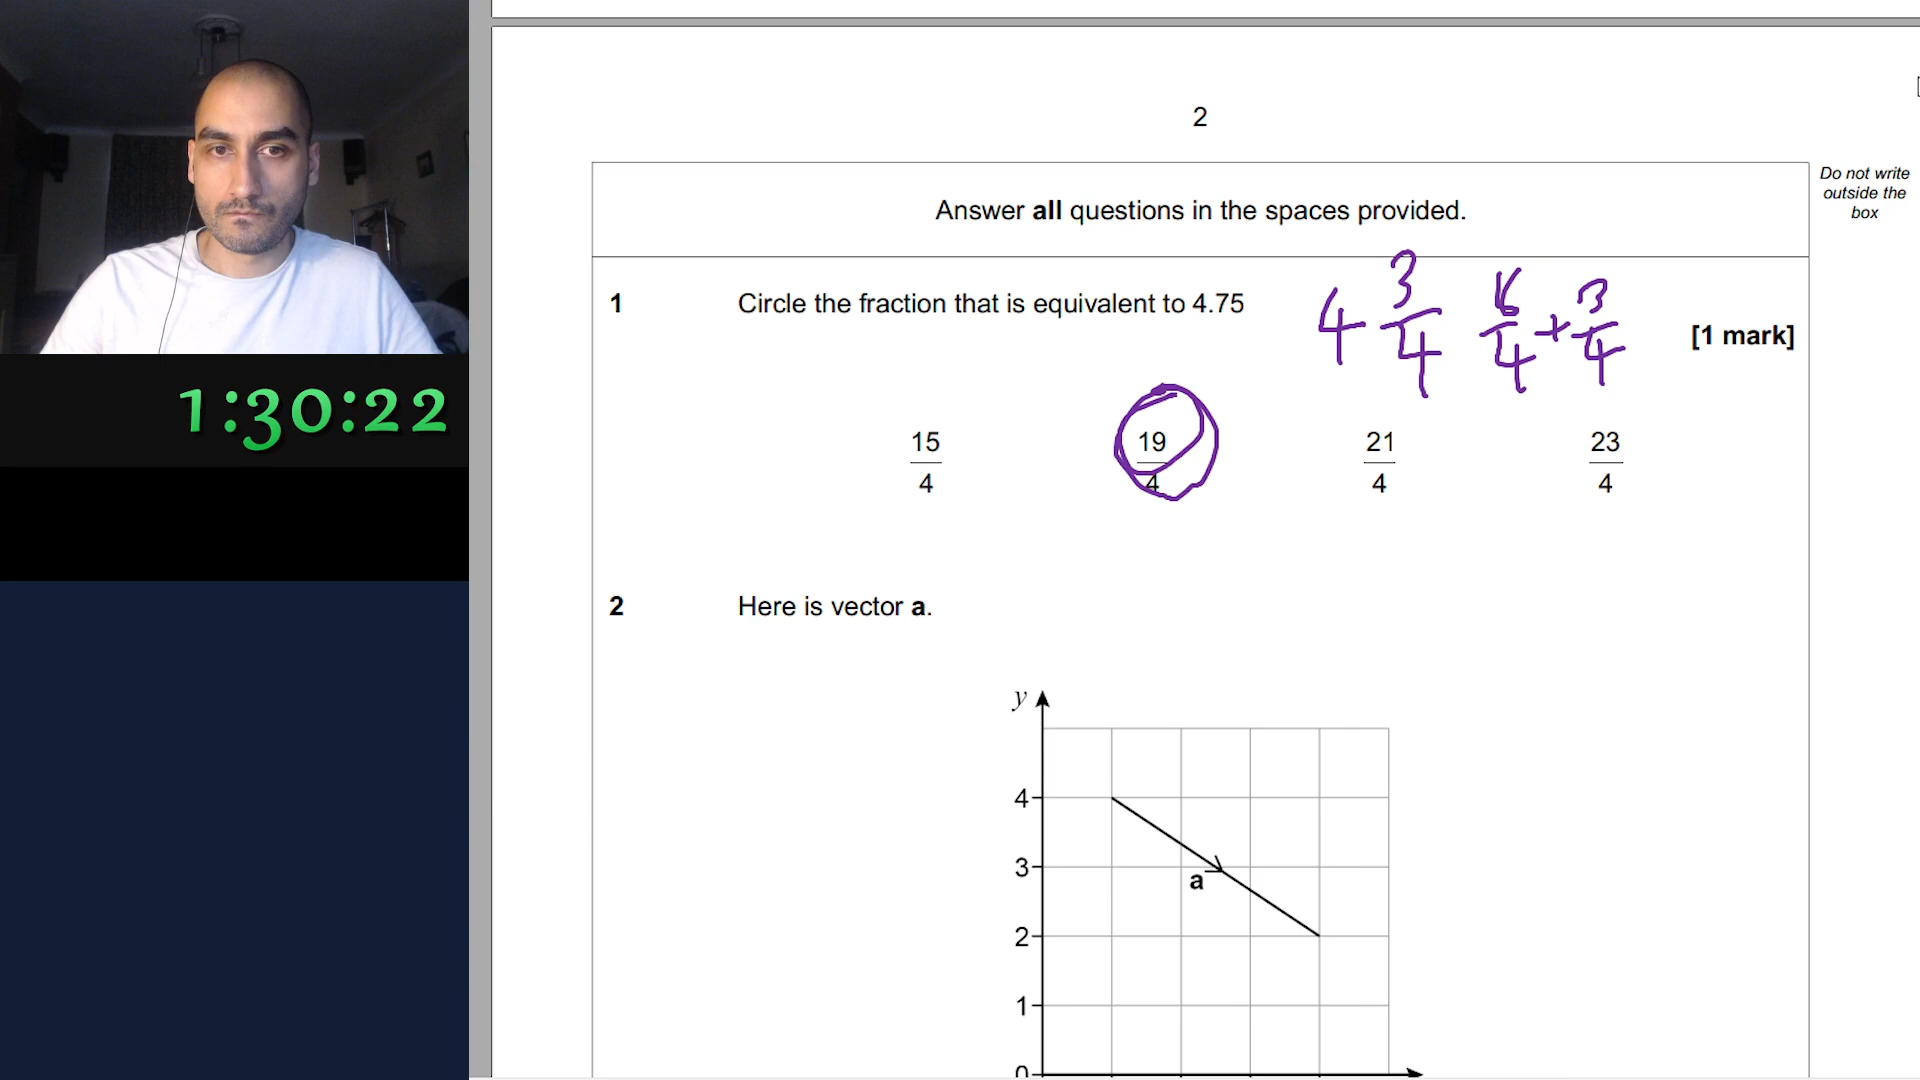 1:30:22
2
Do not write
outside the
box
Answer all questions in the spaces provided.
1 Circle the fraction that is equivalent to 4.75
4 3/4 16/4 + 3/4
[1 mark]
15/4 19/4 21/4 23/4
2 Here is vector a.
y
4
3
a
2
1
0